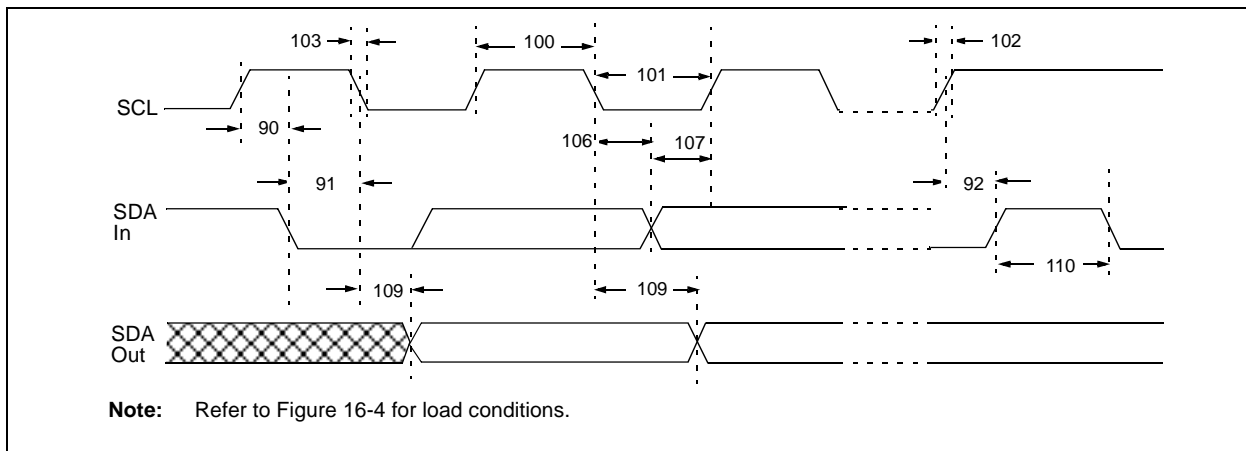 103
100
102
101
SCL
90
106
107
91
92
SDA
In
110
109
109
SDA
Out
Note: Refer to Figure 16-4 for load conditions.